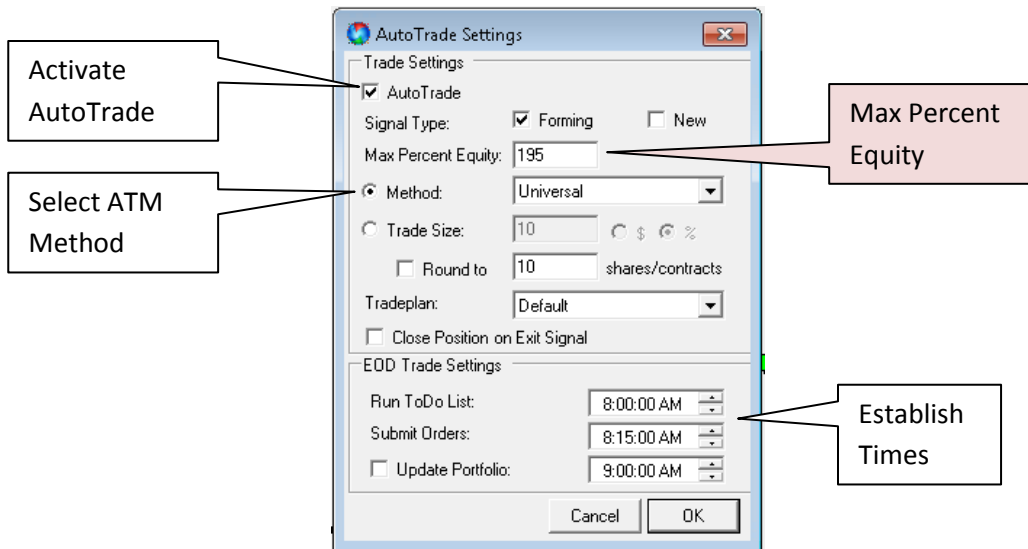 AutoTrade Settings
Trade Settings
Activate
AutoTrade
AutoTrade
Signal Type: Forming New
Max Percent Equity: 195
Max Percent
Equity
Select ATM
Method
Method: Universal
Trade Size: 10 $ %
Round to 10 shares/contracts
Tradeplan: Default
Close Position on Exit Signal
EOD Trade Settings
Run ToDo List: 8:00:00 AM
Submit Orders: 8:15:00 AM
Update Portfolio: 9:00:00 AM
Establish
Times
Cancel OK